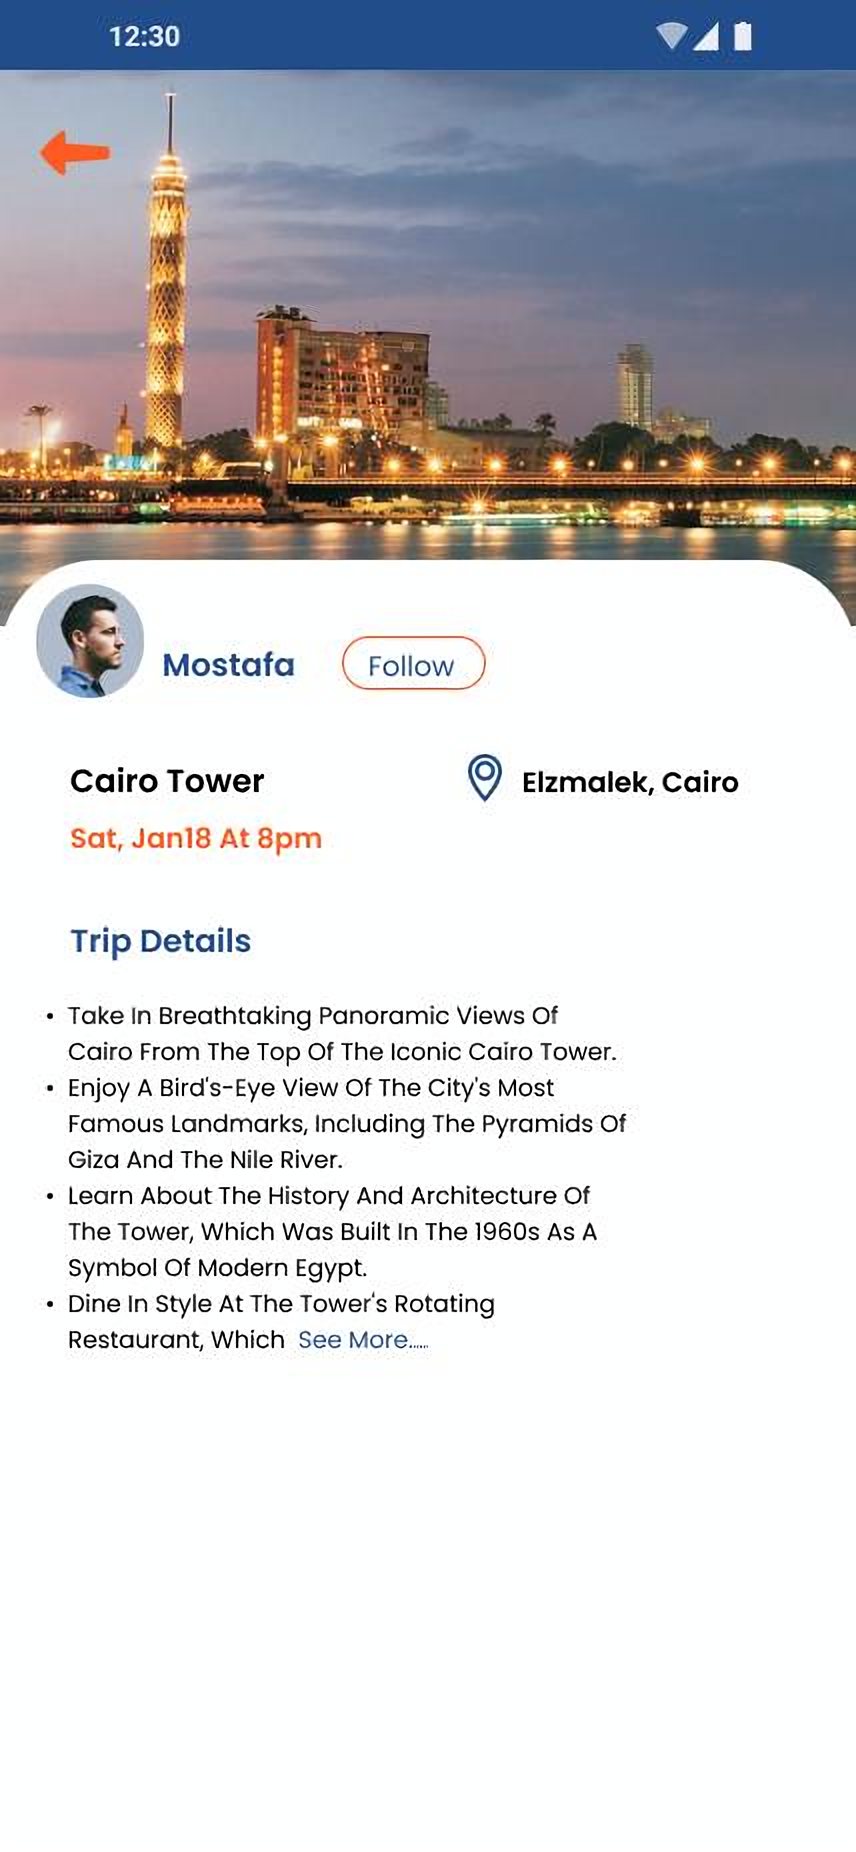 12:30
Mostafa
Follow
Cairo Tower
Elzmalek, Cairo
Sat, Jan18 At 8pm
Trip Details
• Take In Breathtaking Panoramic Views Of
Cairo From The Top Of The Iconic Cairo Tower.
• Enjoy A Bird's-Eye View Of The City's Most
Famous Landmarks, Including The Pyramids Of
Giza And The Nile River.
• Learn About The History And Architecture Of
The Tower, Which Was Built In The 1960s As A
Symbol Of Modern Egypt.
• Dine In Style At The Tower's Rotating
Restaurant, Which See More.....